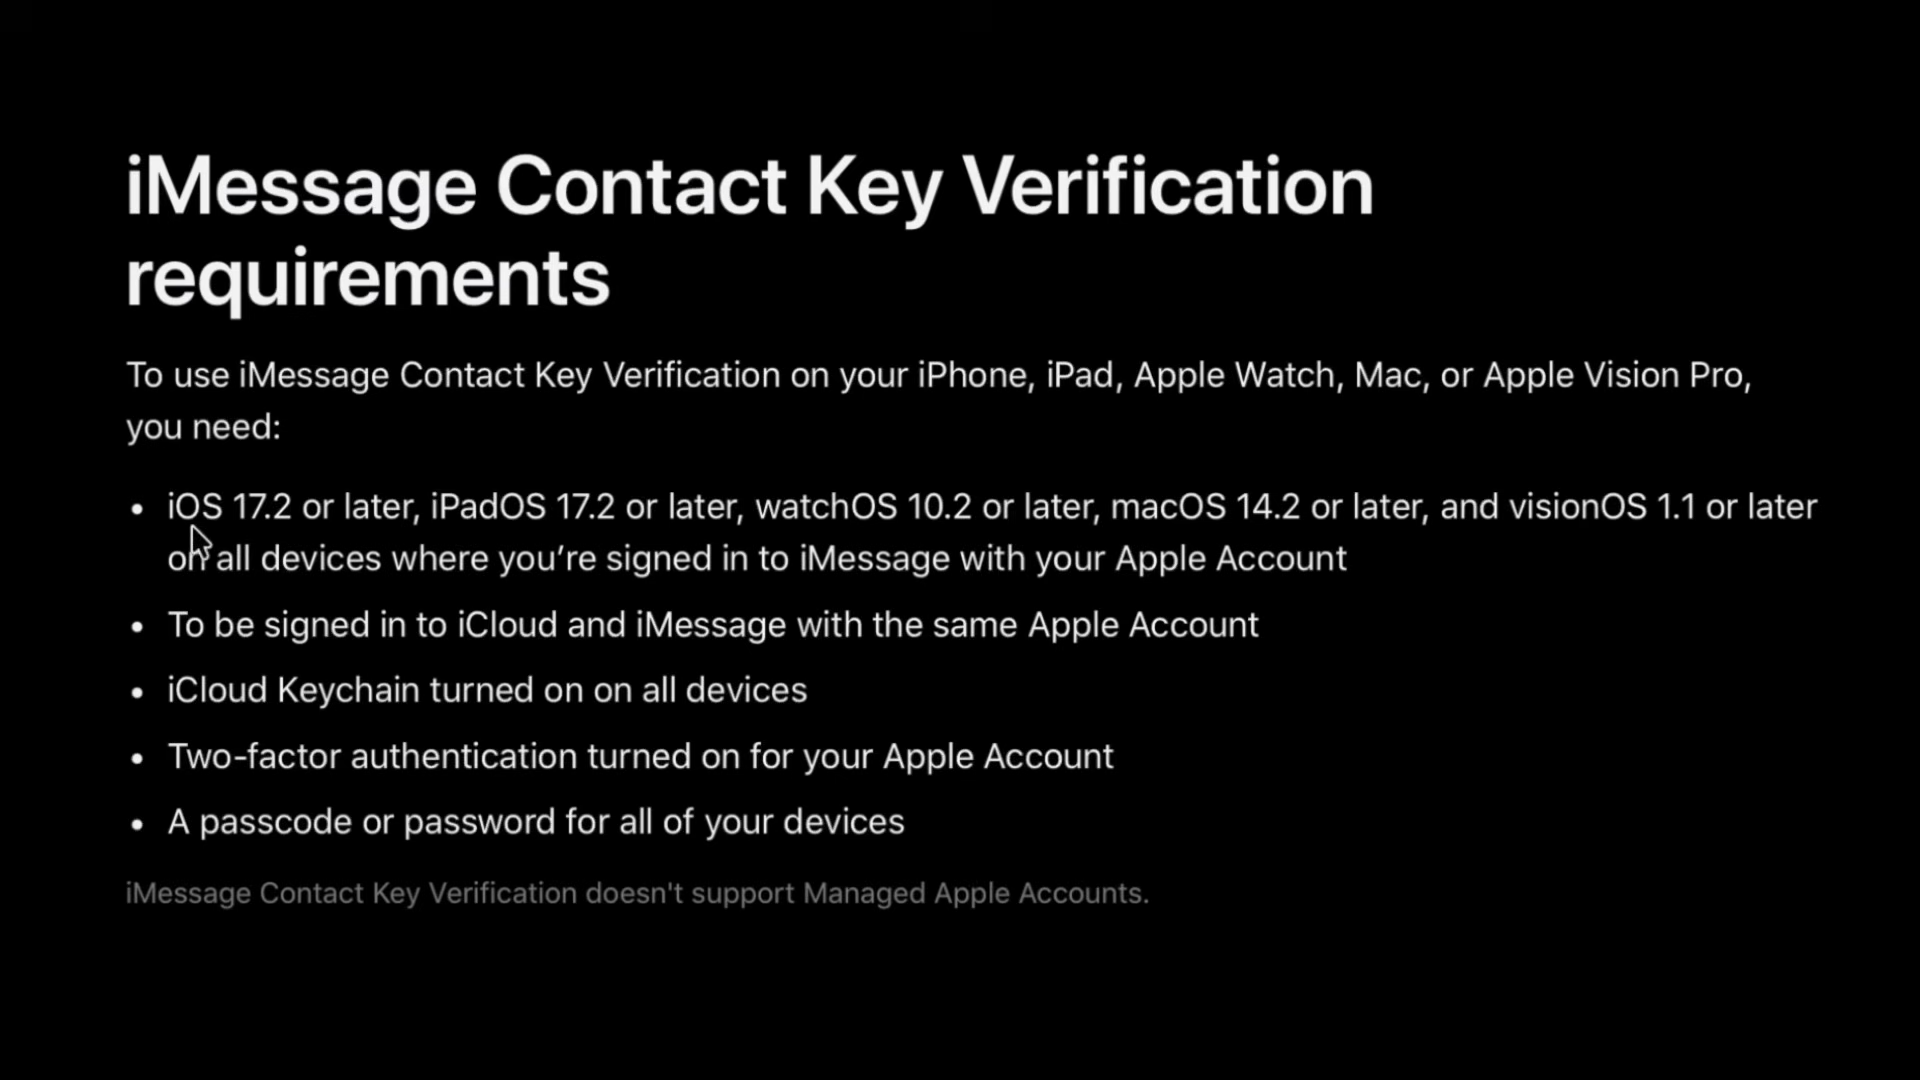 iMessage Contact Key Verification
requirements
To use iMessage Contact Key Verification on your iPhone, iPad, Apple Watch, Mac, or Apple Vision Pro,
you need:
• iOS 17.2 or later, iPadOS 17.2 or later, watchOS 10.2 or later, macOS 14.2 or later, and visionOS 1.1 or later
on all devices where you’re signed in to iMessage with your Apple Account
• To be signed in to iCloud and iMessage with the same Apple Account
• iCloud Keychain turned on on all devices
• Two-factor authentication turned on for your Apple Account
• A passcode or password for all of your devices
iMessage Contact Key Verification doesn't support Managed Apple Accounts.